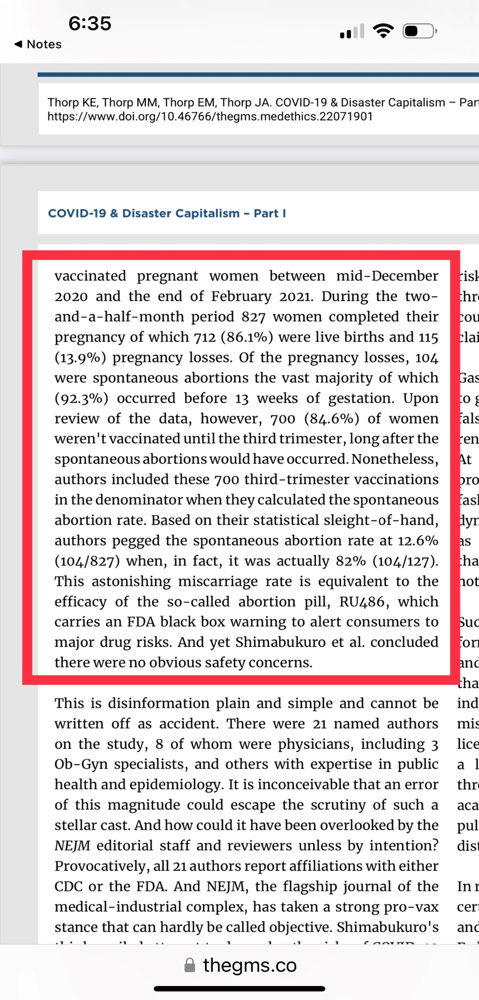 6:35
◀ Notes
Thorp KE, Thorp MM, Thorp EM, Thorp JA. COVID-19 & Disaster Capitalism – Part
https://www.doi.org/10.46766/thegms.medethics.22071901
COVID-19 & Disaster Capitalism – Part I
vaccinated pregnant women between mid-December
2020 and the end of February 2021. During the two-
and-a-half-month period 827 women completed their
pregnancy of which 712 (86.1%) were live births and 115
(13.9%) pregnancy losses. Of the pregnancy losses, 104
were spontaneous abortions the vast majority of which
(92.3%) occurred before 13 weeks of gestation. Upon
review of the data, however, 700 (84.6%) of women
weren't vaccinated until the third trimester, long after the
spontaneous abortions would have occurred. Nonetheless,
authors included these 700 third-trimester vaccinations
in the denominator when they calculated the spontaneous
abortion rate. Based on their statistical sleight-of-hand,
authors pegged the spontaneous abortion rate at 12.6%
(104/827) when, in fact, it was actually 82% (104/127).
This astonishing miscarriage rate is equivalent to the
efficacy of the so-called abortion pill, RU486, which
carries an FDA black box warning to alert consumers to
major drug risks. And yet Shimabukuro et al. concluded
there were no obvious safety concerns.
This is disinformation plain and simple and cannot be
written off as accident. There were 21 named authors
on the study, 8 of whom were physicians, including 3
Ob-Gyn specialists, and others with expertise in public
health and epidemiology. It is inconceivable that an error
of this magnitude could escape the scrutiny of such a
stellar cast. And how could it have been overlooked by the
NEJM editorial staff and reviewers unless by intention?
Provocatively, all 21 authors report affiliations with either
CDC or the FDA. And NEJM, the flagship journal of the
medical-industrial complex, has taken a strong pro-vax
stance that can hardly be called objective. Shimabukuro's
thegms.co